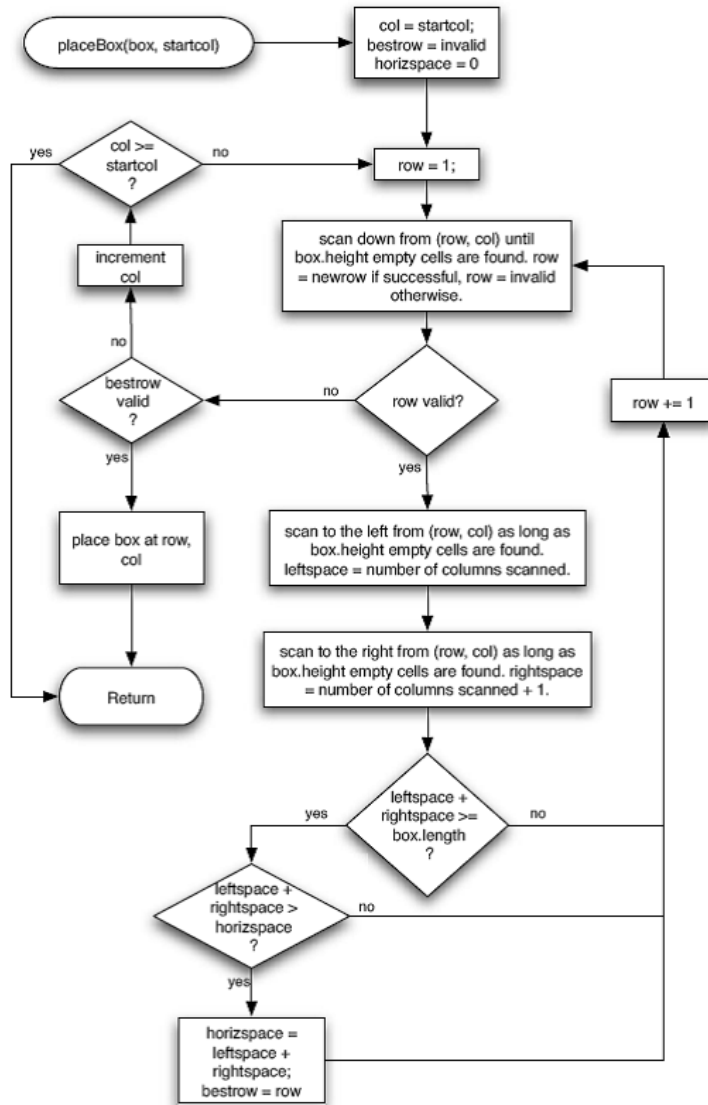 placeBox(box, startcol)
col = startcol;
bestrow = invalid
horizspace = 0
yes
col >=
startcol
?
no
row = 1;
increment
col
scan down from (row, col) until
box.height empty cells are found. row
= newrow if successful, row = invalid
otherwise.
no
bestrow
valid
?
no
row valid?
row += 1
yes
yes
place box at row,
col
scan to the left from (row, col) as long as
box.height empty cells are found.
leftspace = number of columns scanned.
scan to the right from (row, col) as long as
box.height empty cells are found. rightspace
= number of columns scanned + 1.
Return
yes
leftspace +
rightspace >=
box.length
?
no
leftspace +
rightspace >
horizspace
?
no
yes
horizspace =
leftspace +
rightspace;
bestrow = row